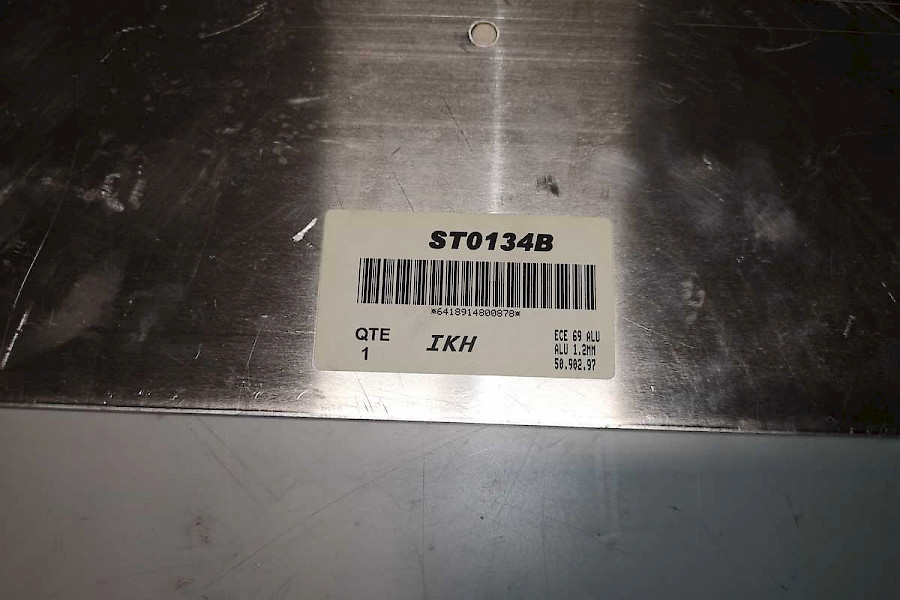 ST0134B
*6418914800878*
QTE
1
IKH
ECE 69 ALU
ALU 1.2MM
50.902.97